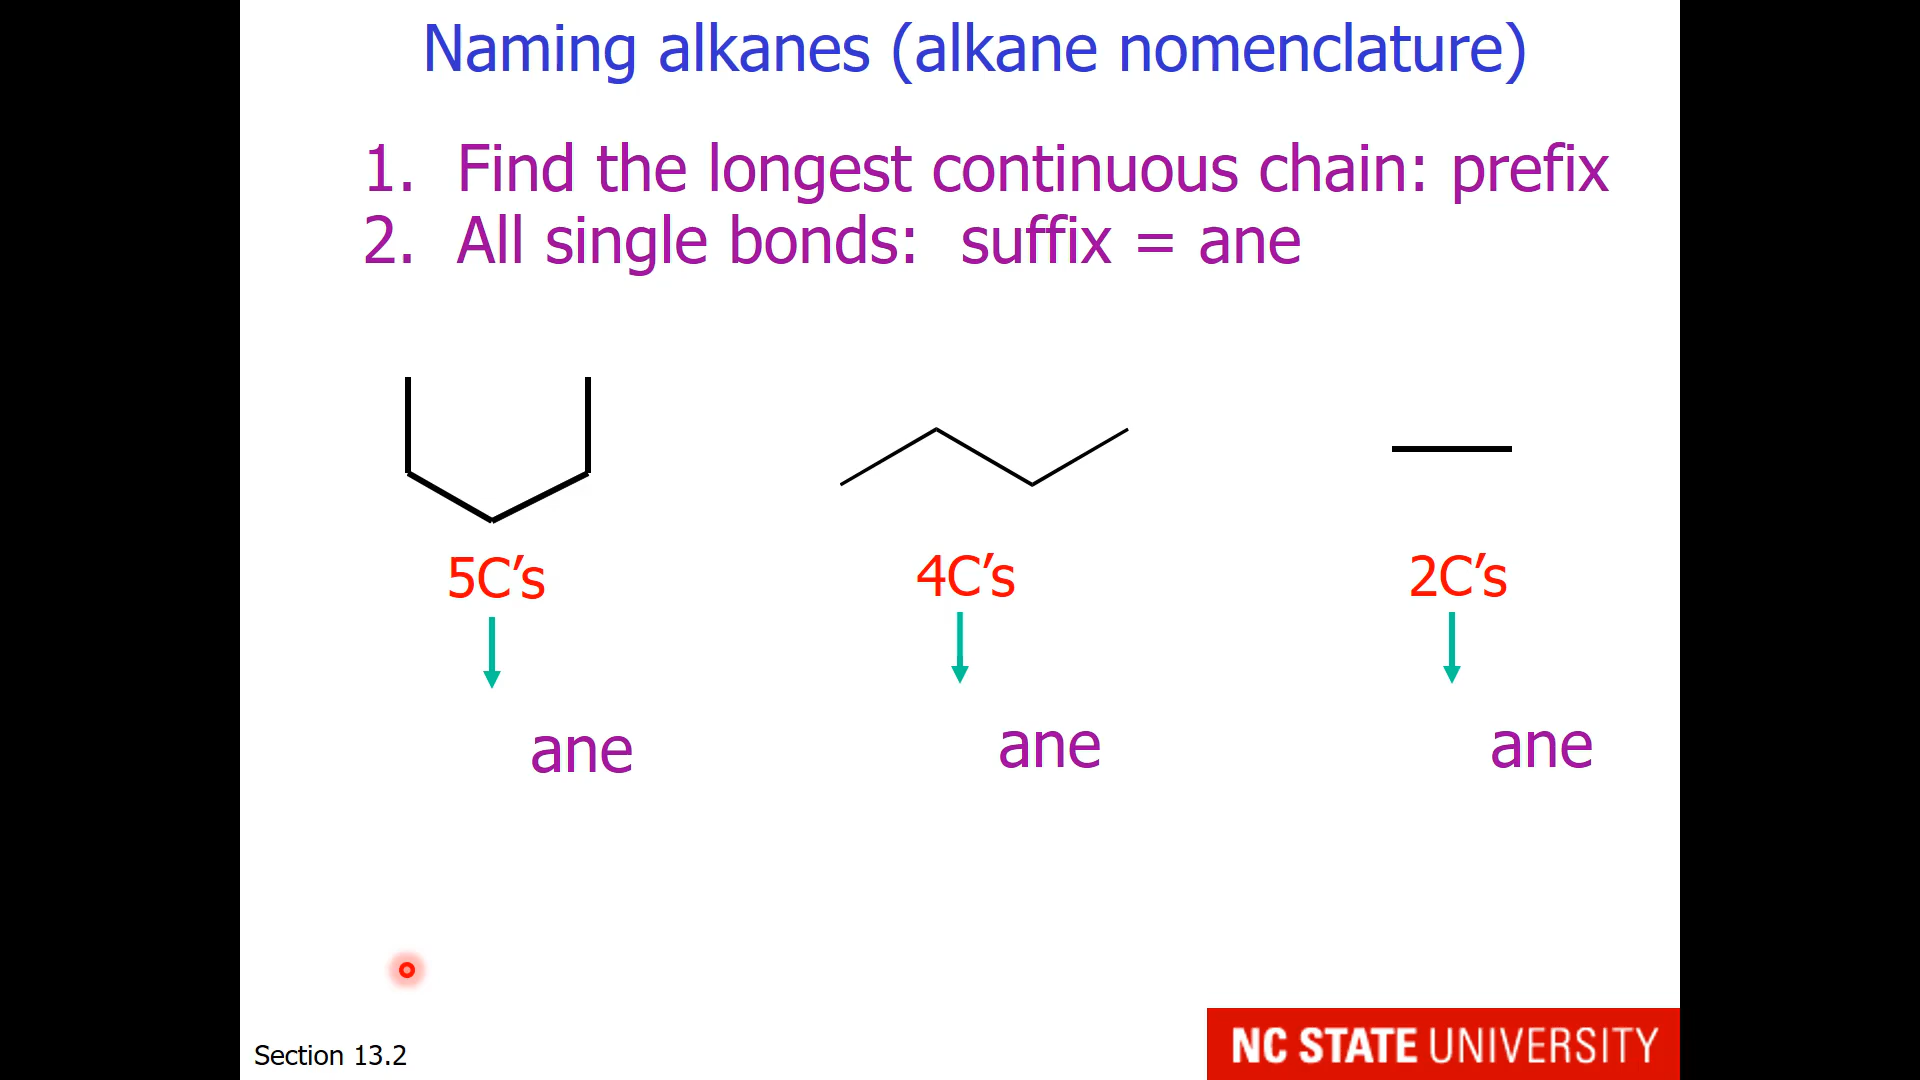 Naming alkanes (alkane nomenclature)
1. Find the longest continuous chain: prefix
2. All single bonds: suffix = ane
5C’s 4C’s 2C’s
ane ane ane
Section 13.2
NC STATE UNIVERSITY